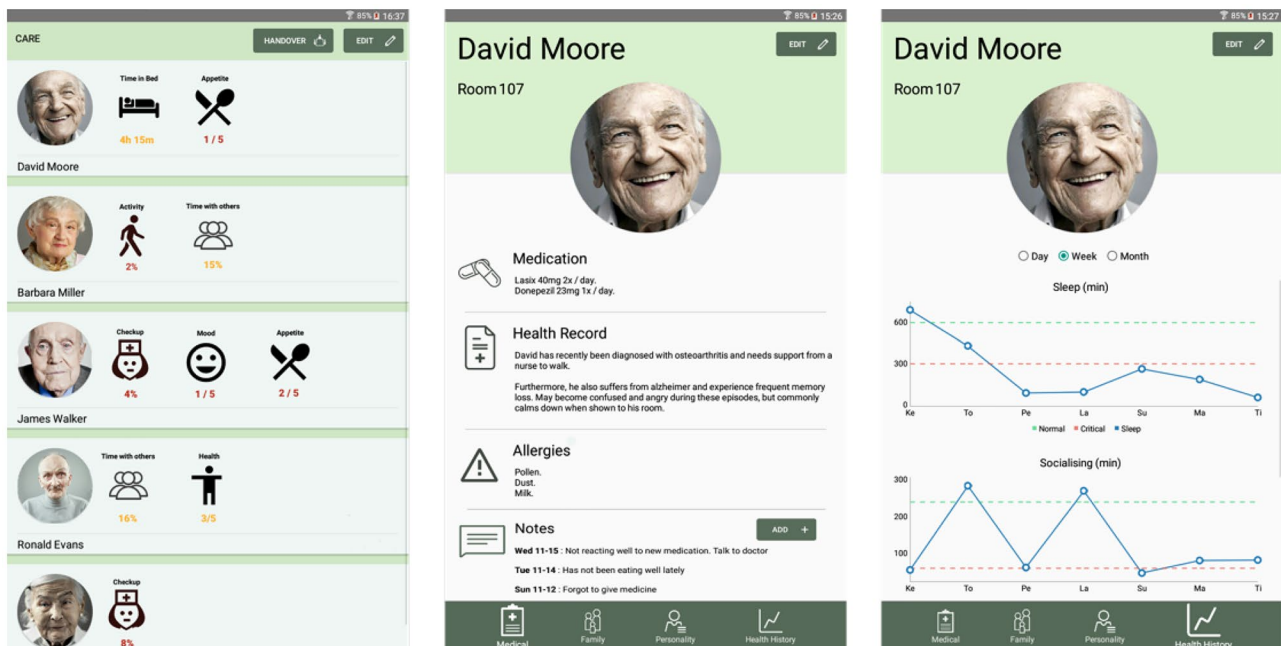 85% 16:37
CARE
HANDOVER
EDIT
Time in Bed
Appetite
4h 15m
1 / 5
David Moore
Activity
Time with others
2%
15%
Barbara Miller
Checkup
Mood
Appetite
4%
1 / 5
2 / 5
James Walker
Time with others
Health
16%
3/5
Ronald Evans
Checkup
8%
85% 15:26
David Moore
EDIT
Room 107
Medication
Lasix 40mg 2x / day.
Donepezil 23mg 1x / day.
Health Record
David has recently been diagnosed with osteoarthritis and needs support from a
nurse to walk.
Furthermore, he also suffers from alzheimer and experience frequent memory
loss. May become confused and angry during these episodes, but commonly
calms down when shown to his room.
Allergies
Pollen.
Dust.
Milk.
Notes
ADD +
Wed 11-15 : Not reacting well to new medication. Talk to doctor
Tue 11-14 : Has not been eating well lately
Sun 11-12 : Forgot to give medicine
Medical
Family
Personality
Health History
85% 15:27
David Moore
EDIT
Room 107
Day Week Month
Sleep (min)
600
300
0
Ke To Pe La Su Ma Ti
Normal Critical Sleep
Socialising (min)
300
200
100
Ke To Pe La Su Ma Ti
Medical
Family
Personality
Health History